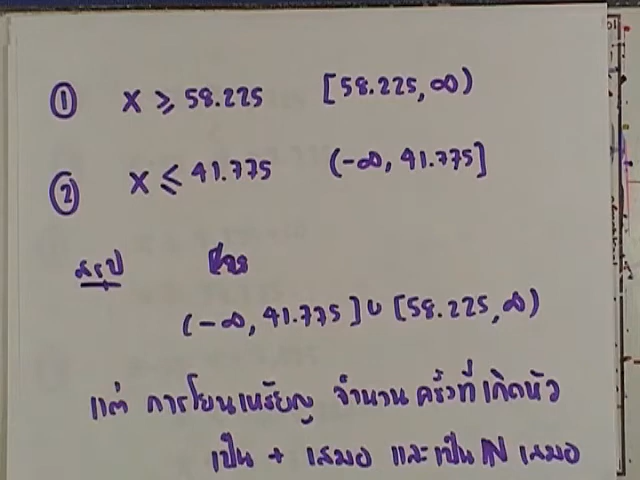 ① x ≥ 58.225 [58.225, ∞)
② x ≤ 41.775 (-∞, 41.775]
สรุป
(-∞, 41.775] ∪ [58.225, ∞)
แต่ การโยนเหรียญ จำนวน ครั้งที่เกิดหัว
เป็น + เสมอ และเป็น ℕ เสมอ